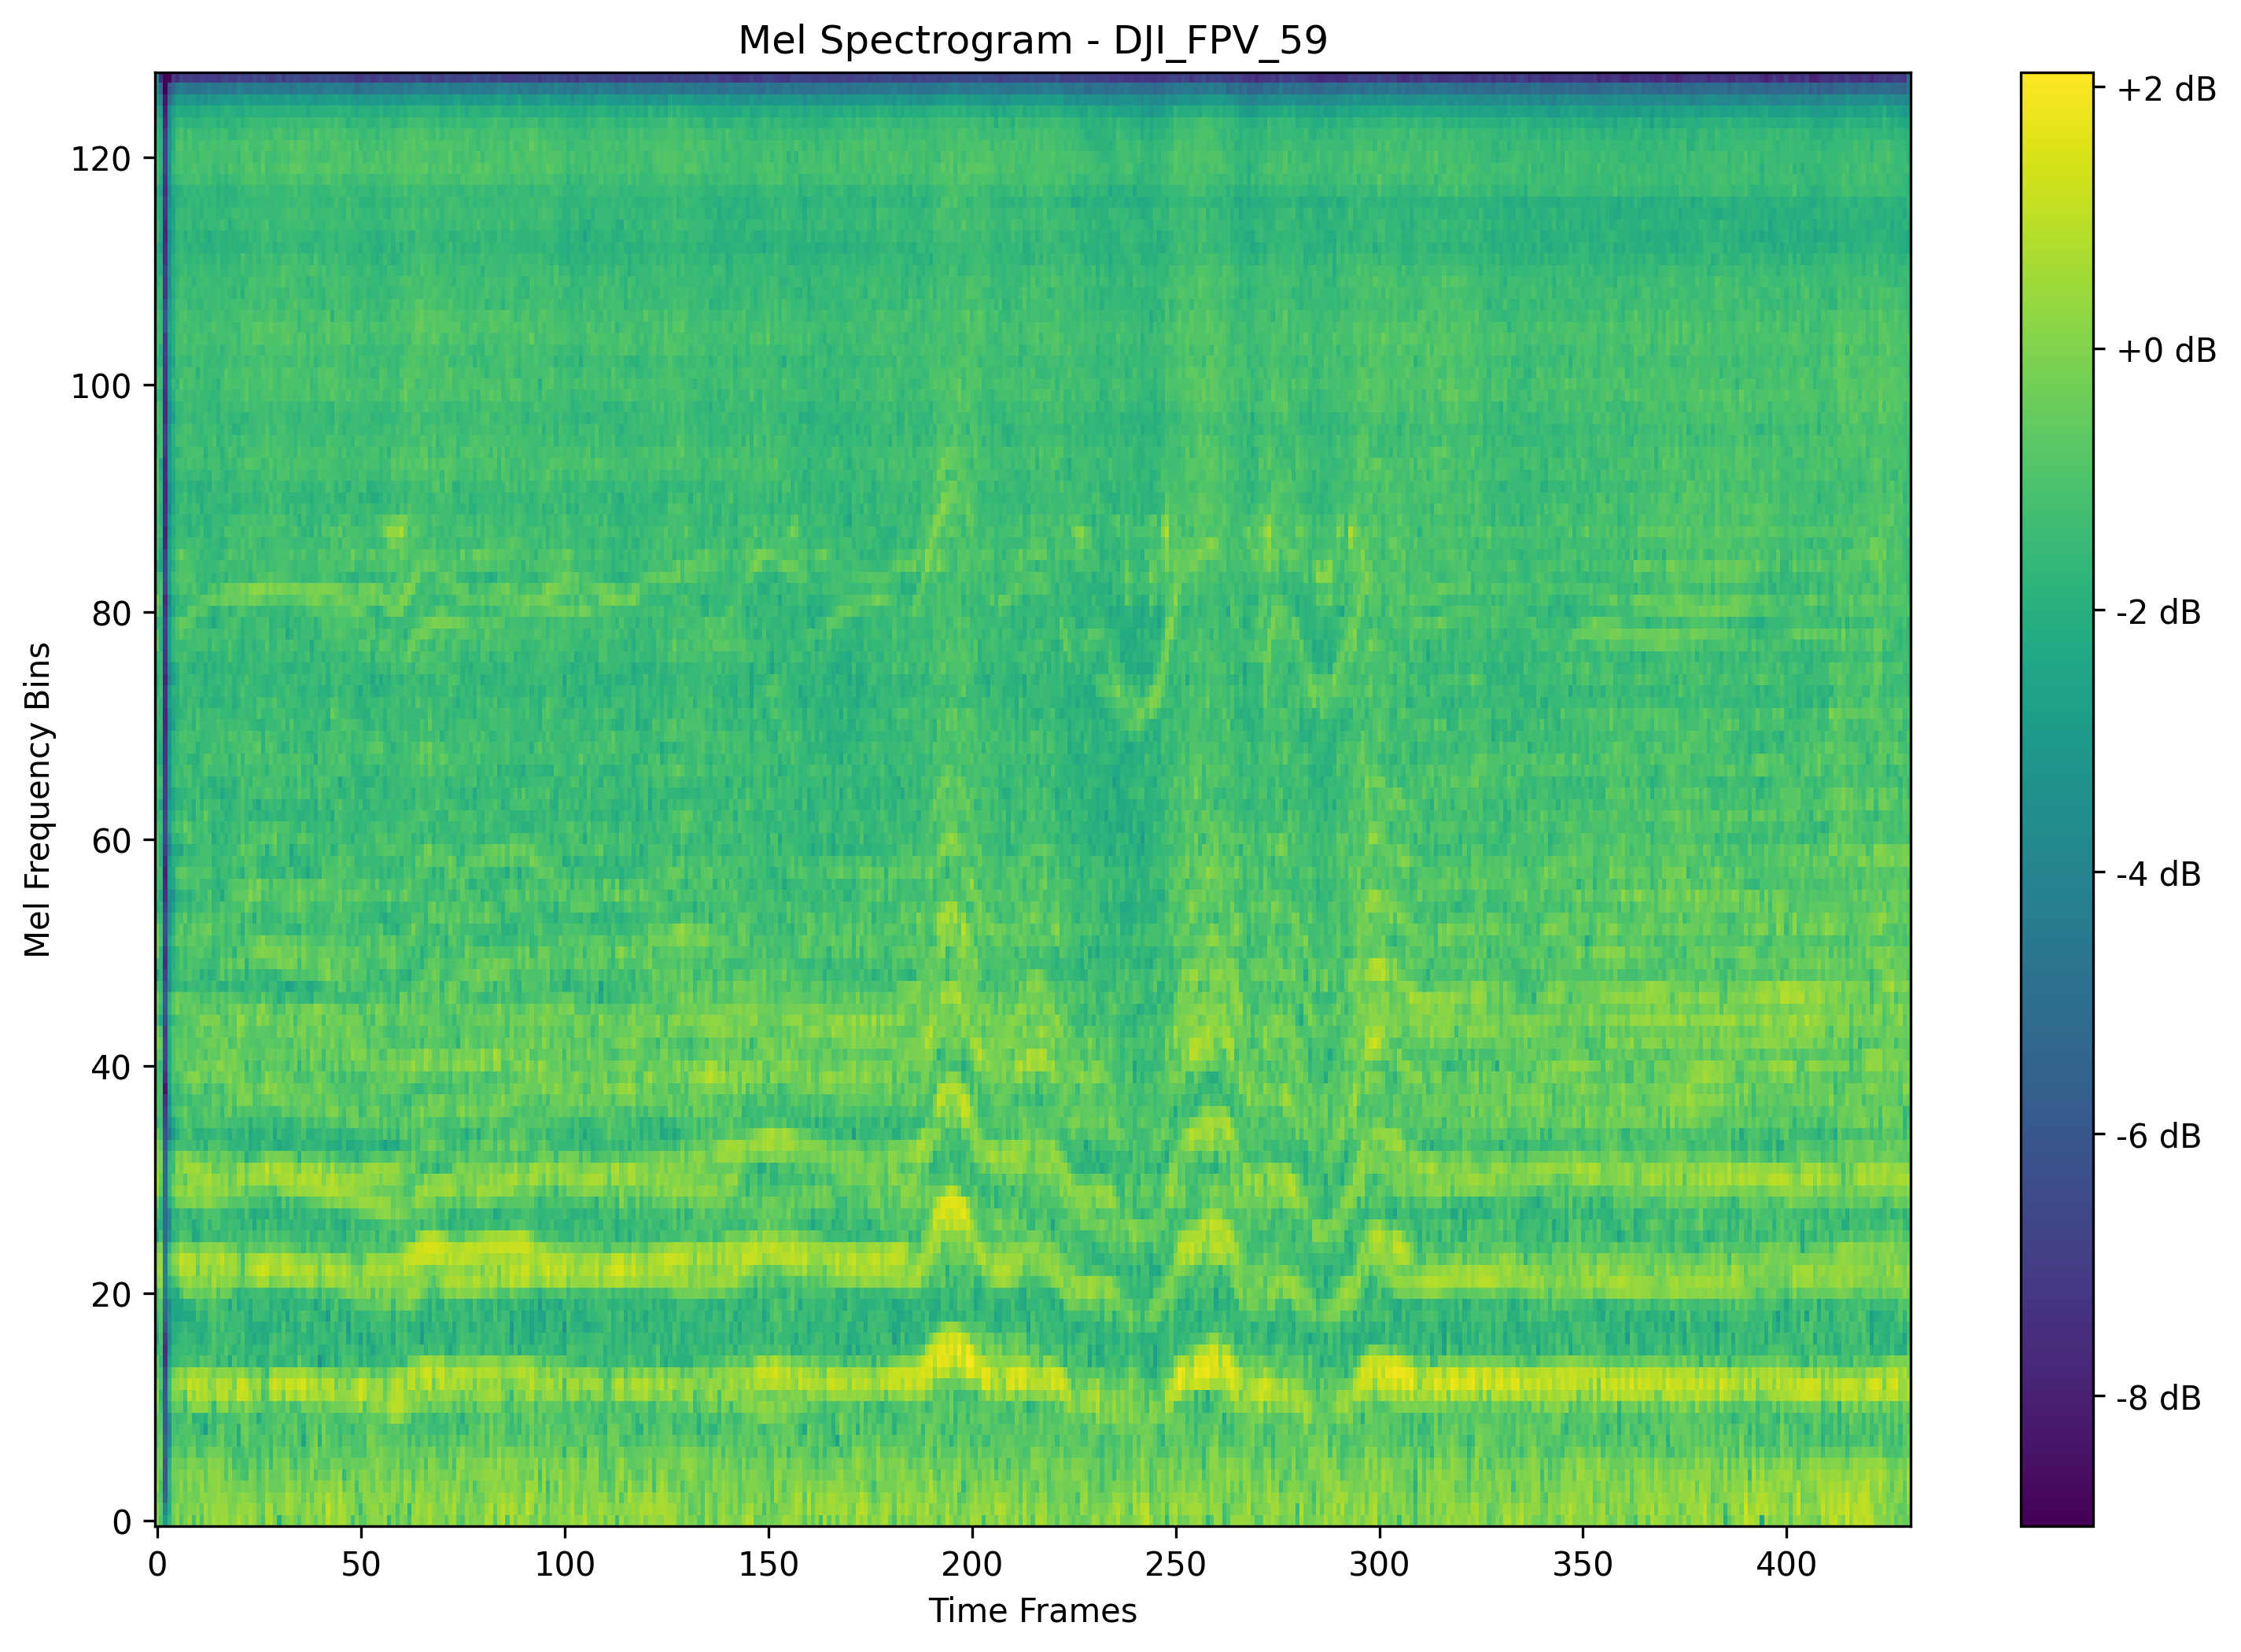 Mel Spectrogram - DJI_FPV_59
Mel Frequency Bins
120
100
80
60
40
20
0
0 50 100 150 200 250 300 350 400
Time Frames
+2 dB
+0 dB
-2 dB
-4 dB
-6 dB
-8 dB